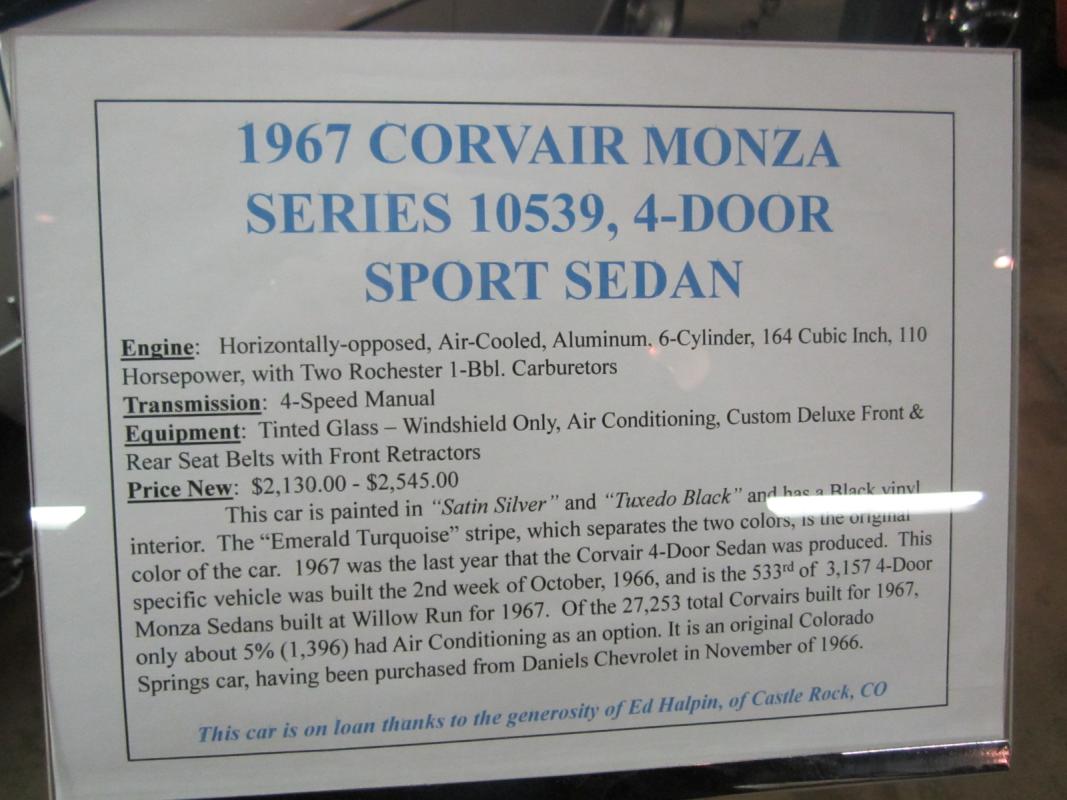 1967 CORVAIR MONZA
SERIES 10539, 4-DOOR
SPORT SEDAN
Engine: Horizontally-opposed, Air-Cooled, Aluminum, 6-Cylinder, 164 Cubic Inch, 110
Horsepower, with Two Rochester 1-Bbl. Carburetors
Transmission: 4-Speed Manual
Equipment: Tinted Glass – Windshield Only, Air Conditioning, Custom Deluxe Front &
Rear Seat Belts with Front Retractors
Price New: $2,130.00 - $2,545.00
This car is painted in “Satin Silver” and “Tuxedo Black” and has a Black vinyl
interior. The “Emerald Turquoise” stripe, which separates the two colors, is the original
color of the car. 1967 was the last year that the Corvair 4-Door Sedan was produced. This
specific vehicle was built the 2nd week of October, 1966, and is the 533rd of 3,157 4-Door
Monza Sedans built at Willow Run for 1967. Of the 27,253 total Corvairs built for 1967,
only about 5% (1,396) had Air Conditioning as an option. It is an original Colorado
Springs car, having been purchased from Daniels Chevrolet in November of 1966.
This car is on loan thanks to the generosity of Ed Halpin, of Castle Rock, CO